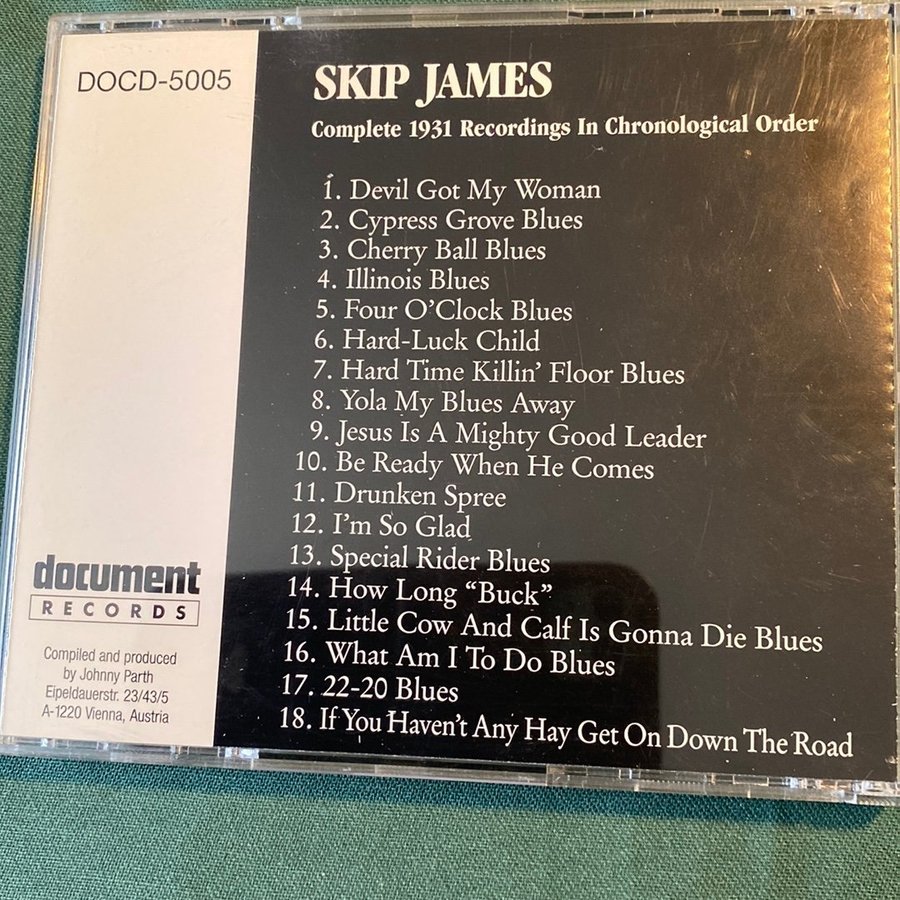 DOCD-5005
SKIP JAMES
Complete 1931 Recordings In Chronological Order
1. Devil Got My Woman
2. Cypress Grove Blues
3. Cherry Ball Blues
4. Illinois Blues
5. Four O'Clock Blues
6. Hard-Luck Child
7. Hard Time Killin' Floor Blues
8. Yola My Blues Away
9. Jesus Is A Mighty Good Leader
10. Be Ready When He Comes
11. Drunken Spree
12. I'm So Glad
13. Special Rider Blues
14. How Long “Buck”
15. Little Cow And Calf Is Gonna Die Blues
16. What Am I To Do Blues
17. 22-20 Blues
18. If You Haven't Any Hay Get On Down The Road
document
RECORDS
Compiled and produced
by Johnny Parth
Eipeldauerstr. 23/43/5
A-1220 Vienna, Austria